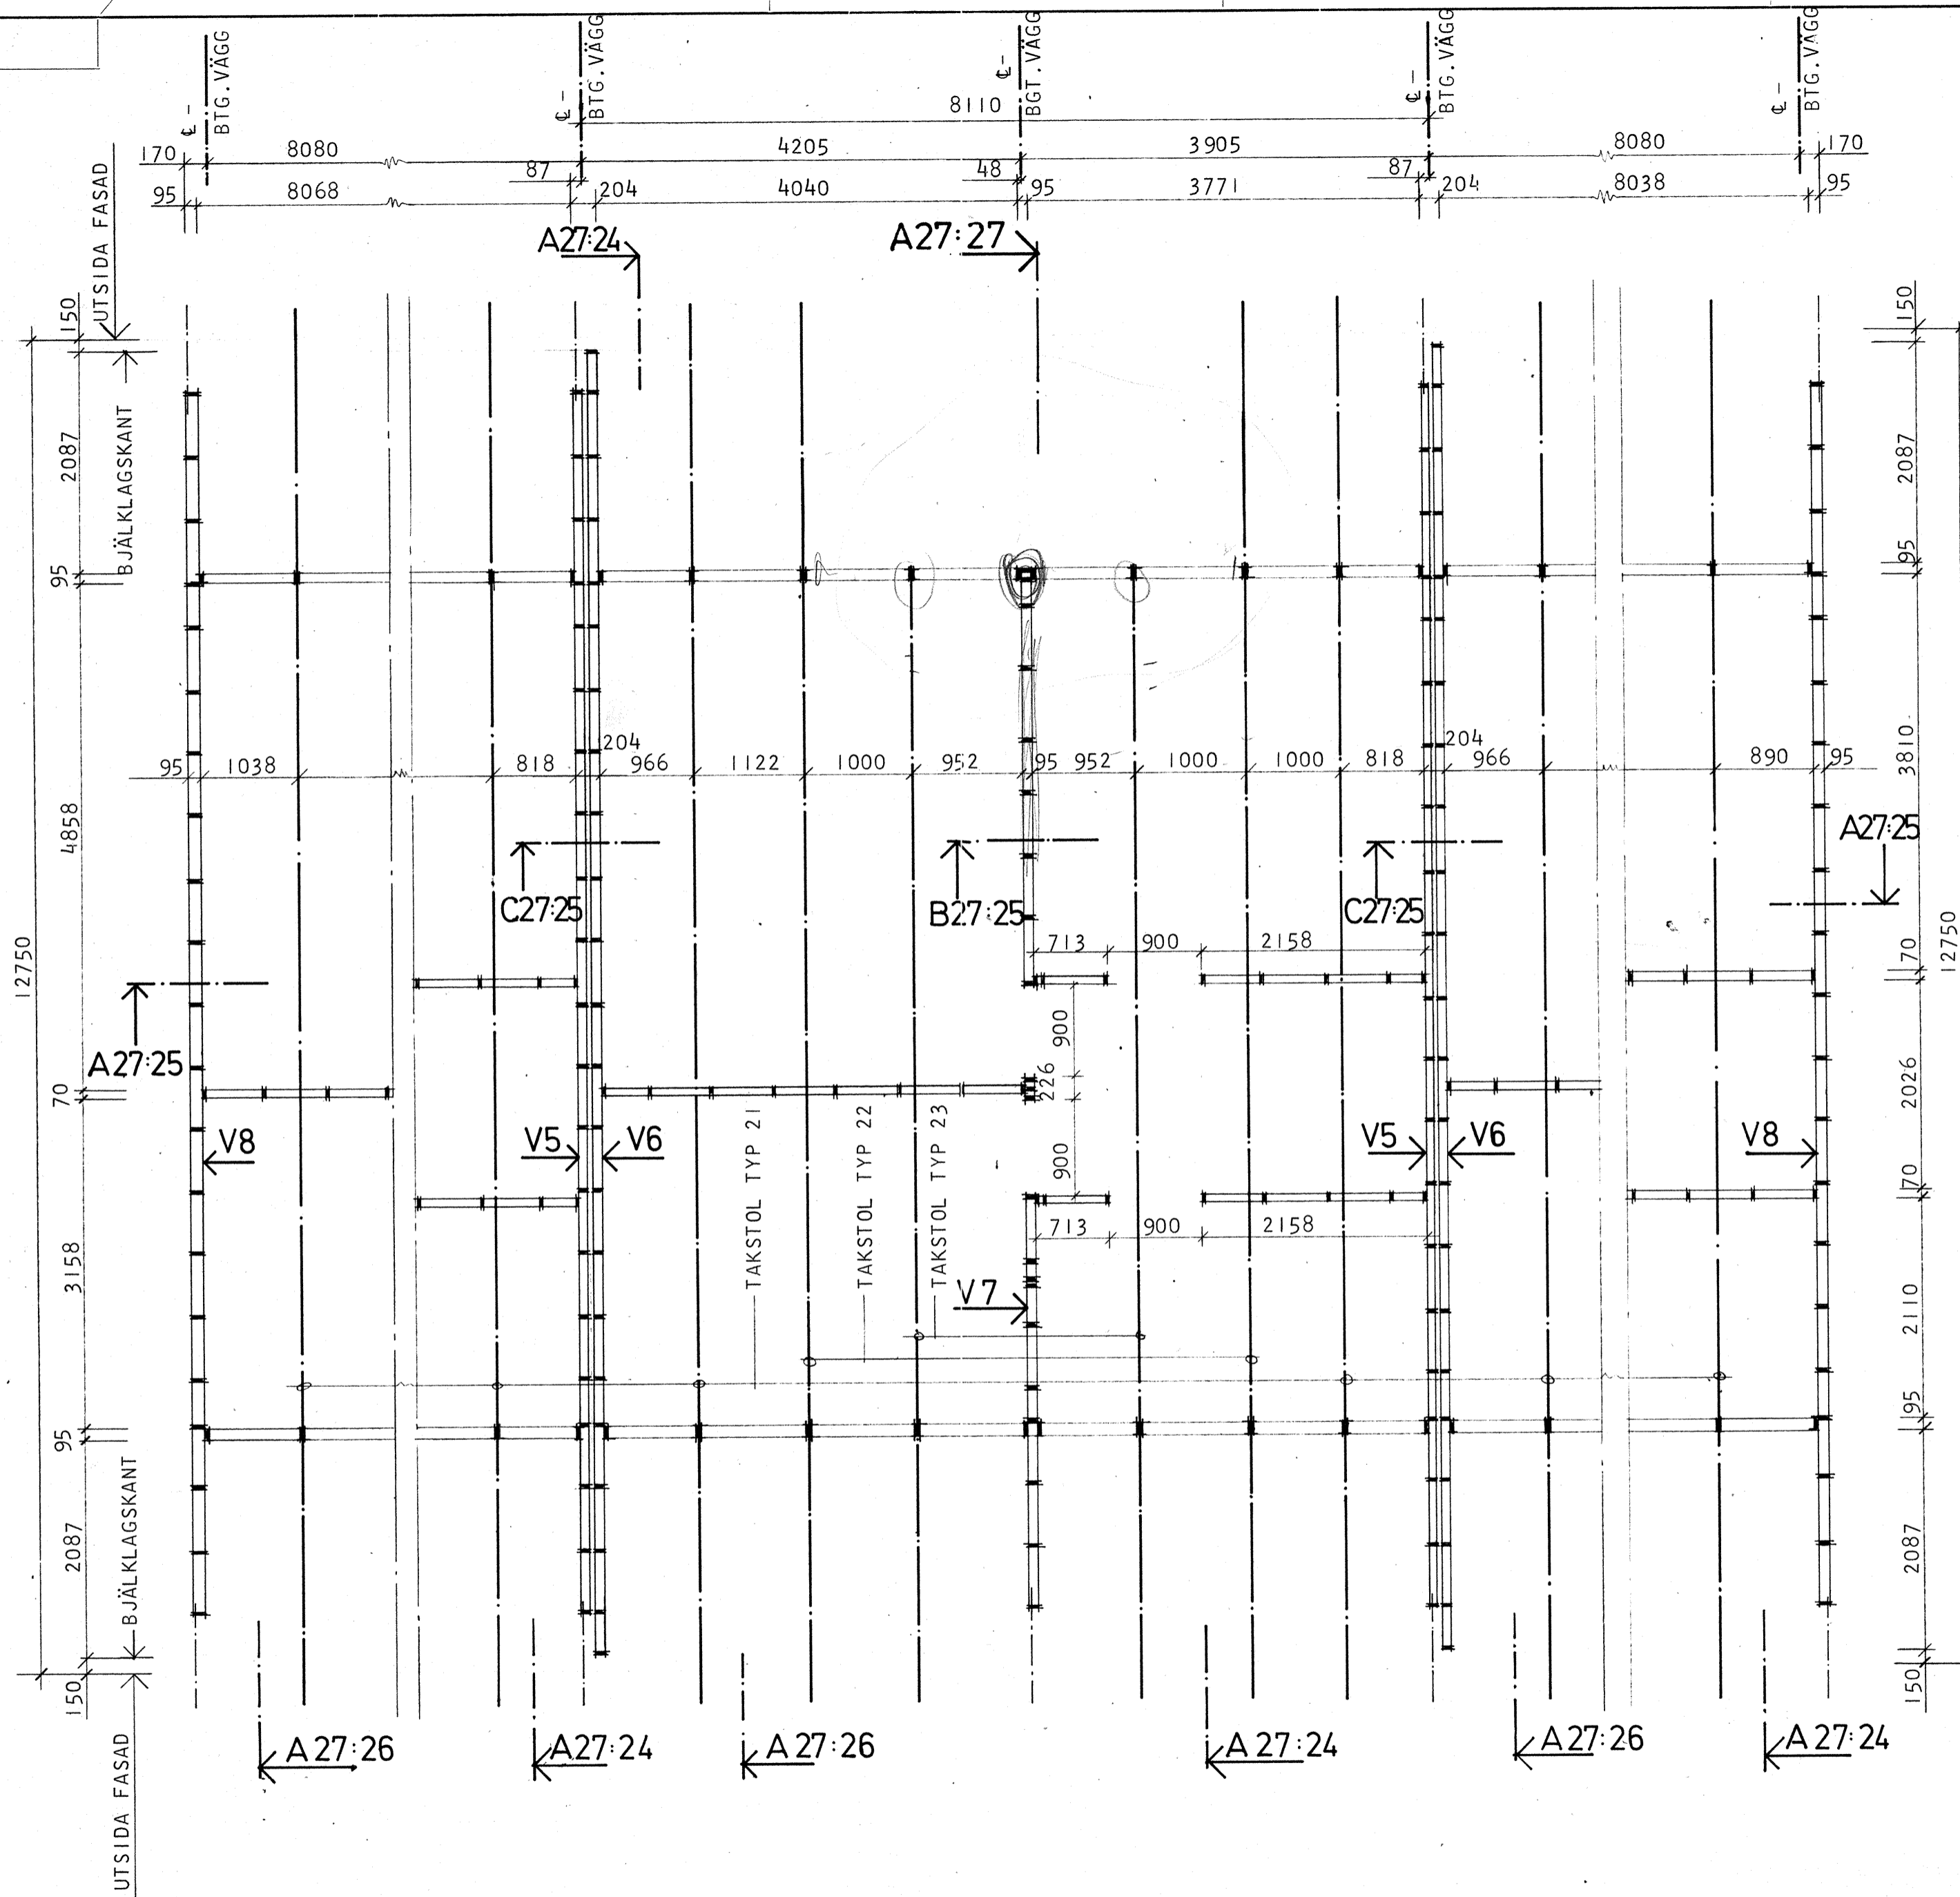 ℄ - BTG.VÄGG
℄ - BTG.VÄGG
℄ - BGT.VÄGG
℄ - BTG.VÄGG
℄ - BTG.VÄGG
8110
170 8080 4205 3905 8080 170
87 48 87
95 8068 204 4040 95 3771 204 8038 95
A27:24
A27:27
UTSIDA FASAD
BJÄLKLAGSKANT
150
2087
95
4858
70
3158
95
2087
150
12750
150
2087
95
3810
70
2026
70
2110
95
2087
150
12750
95 1038 818 204 966 1122 1000 952 95 952 1000 1000 818 204 966 890 95
A27:25
C27:25
B27:25
C27:25
713 900 2158
A27:25
900
226
900
V8
V5
V6
V5
V6
V8
TAKSTOL TYP 21
TAKSTOL TYP 22
TAKSTOL TYP 23
713 900 2158
V7
BJÄLKLAGSKANT
UTSIDA FASAD
A27:26
A27:24
A27:26
A27:24
A27:26
A27:24